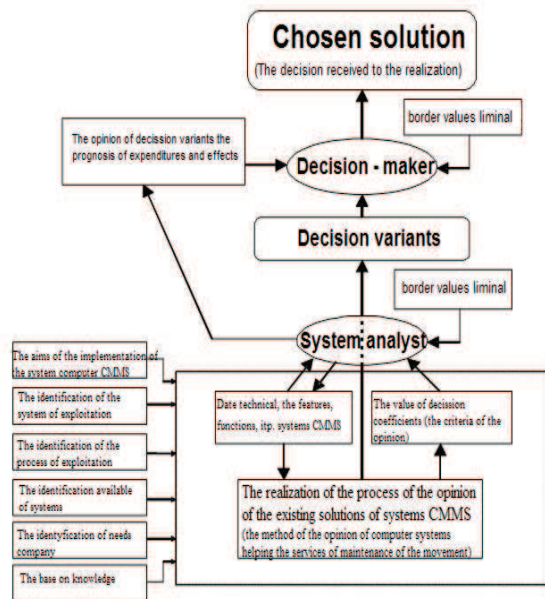 Chosen solution
(The decision received to the realization)
border values liminal
The opinion of decission variants the
prognosis of expenditures and effects
Decision - maker
Decision variants
border values liminal
System analyst
The aims of the implementation of
the system computer CMMS
The identification of the
system of exploitation
The identification of the
process of exploitation
The identification available
of systems
The identyfication of needs
company
The base on knowledge
Date technical, the features,
functions, itp. systems CMMS
The value of decision
coefficients (the criteria of the
opinion)
The realization of the process of the opinion
of the existing solutions of systems CMMS
(the method of the opinion of computer systems
helping the services of maintenance of the movement)